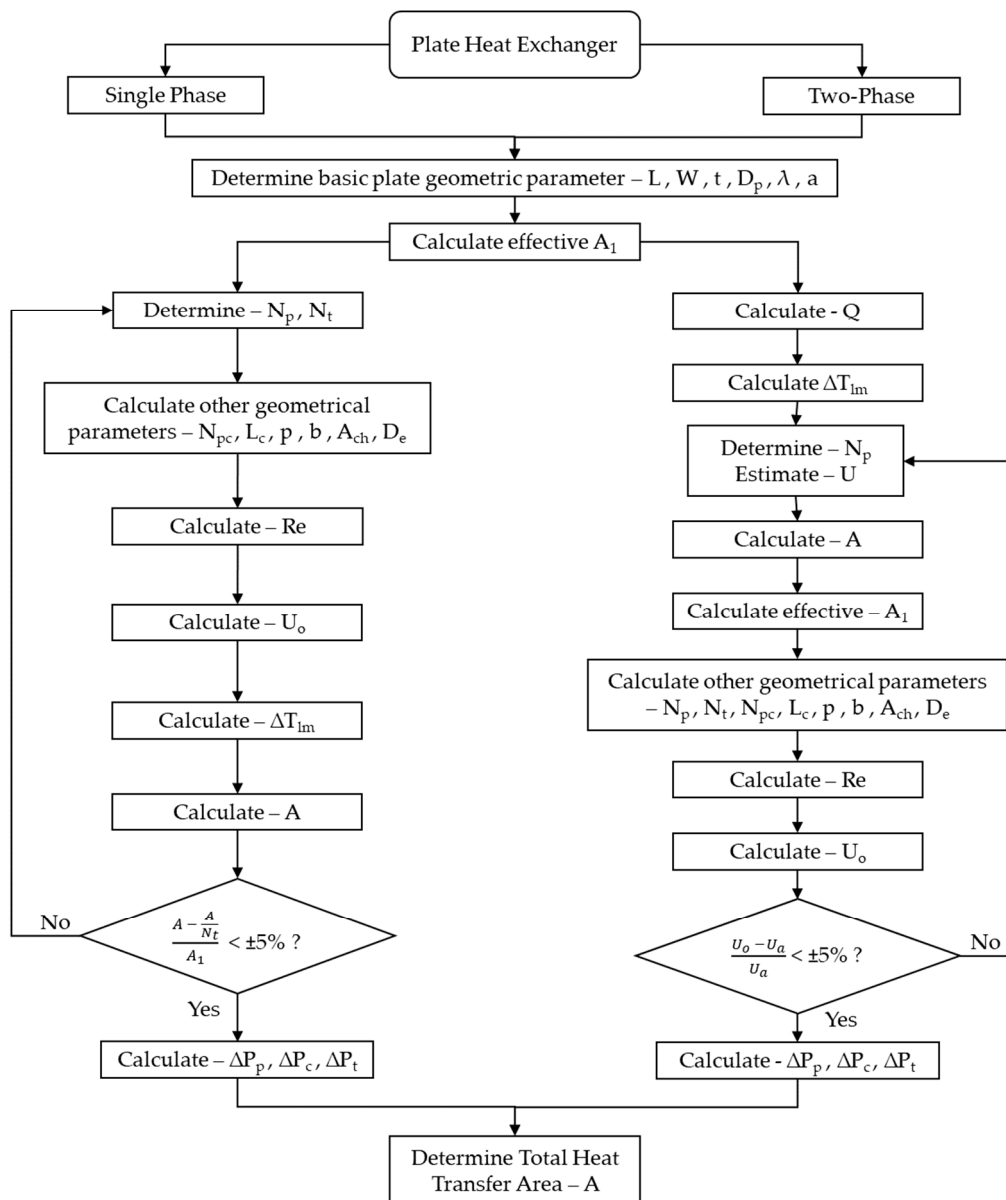 Plate Heat Exchanger
Single Phase
Two-Phase
Determine basic plate geometric parameter – L , W , t , Dₚ , λ , a
Calculate effective A₁
Determine – Nₚ , Nₜ
Calculate other geometrical
parameters – Nₚc , Lc , p , b , Ach , Dₑ
Calculate – Re
Calculate – Uₒ
Calculate – ΔTlm
Calculate – A
No
(A − A/Nt)/A₁ < ±5% ?
Yes
Calculate – ΔPₚ , ΔPc , ΔPₜ
Calculate - Q
Calculate ΔTlm
Determine – Nₚ
Estimate – U
Calculate – A
Calculate effective – A₁
Calculate other geometrical parameters
– Nₚ, Nₜ, Nₚc, Lc, p , b , Ach , Dₑ
Calculate – Re
Calculate – Uₒ
(Uₒ − Uₐ)/Uₐ < ±5% ?
No
Yes
Calculate - ΔPₚ , ΔPc , ΔPₜ
Determine Total Heat
Transfer Area – A